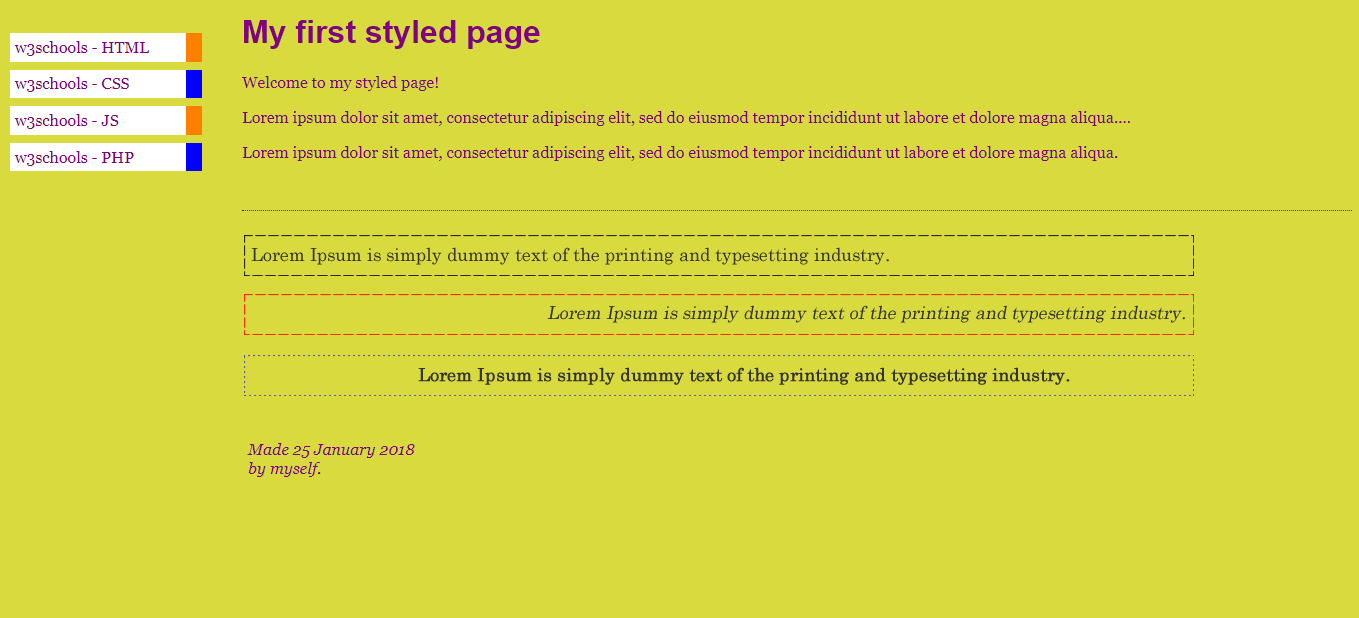 w3schools - HTML
w3schools - CSS
w3schools - JS
w3schools - PHP
My first styled page
Welcome to my styled page!
Lorem ipsum dolor sit amet, consectetur adipiscing elit, sed do eiusmod tempor incididunt ut labore et dolore magna aliqua....
Lorem ipsum dolor sit amet, consectetur adipiscing elit, sed do eiusmod tempor incididunt ut labore et dolore magna aliqua.
Lorem Ipsum is simply dummy text of the printing and typesetting industry.
Lorem Ipsum is simply dummy text of the printing and typesetting industry.
Lorem Ipsum is simply dummy text of the printing and typesetting industry.
Made 25 January 2018
by myself.